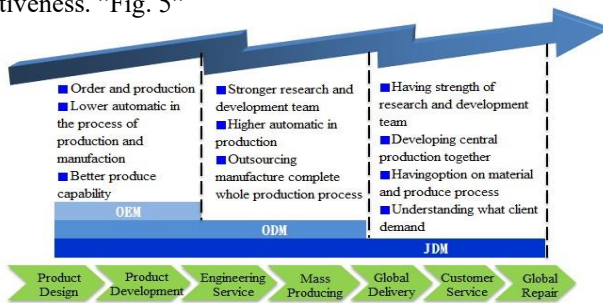 tiveness. "Fig. 5"
Order and production
Lower automatic in
the process of
production and
manufaction
Better produce
capability
Stronger research and
development team
Higher automatic in
production
Outsourcing
manufacture complete
whole production process
Having strength of
research and development
team
Developing central
production together
Havingoption on material
and produce process
Understanding what client
demand
OEM
ODM
JDM
Product
Design
Product
Development
Engineering
Service
Mass
Producing
Global
Delivery
Customer
Service
Global
Repair